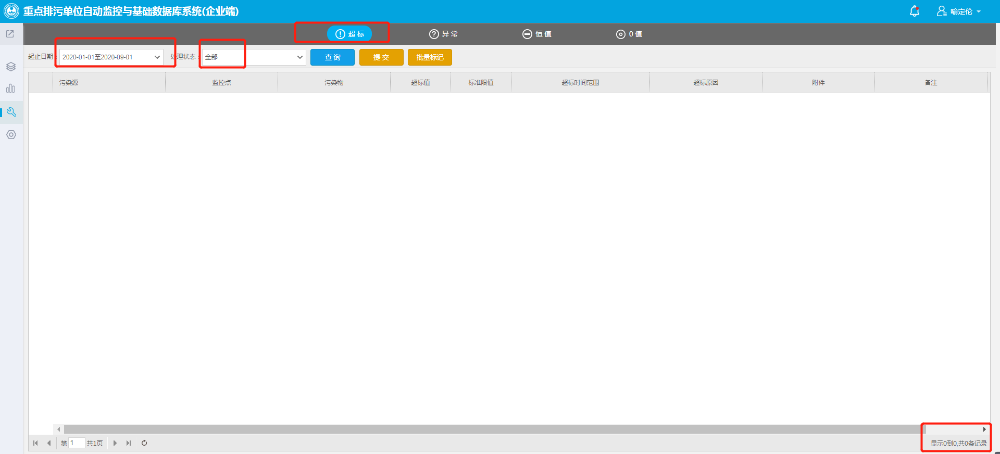 重点排污单位自动监控与基础数据库系统(企业端)
喻定伦
超标
异常
恒值
0值
起止日期:
2020-01-01至2020-09-01
处理状态:
全部
查询
提交
批量标记
污染源
监控点
污染物
超标值
标准限值
超标时间范围
超标原因
附件
备注
第 1 共1页
显示0到0,共0条记录